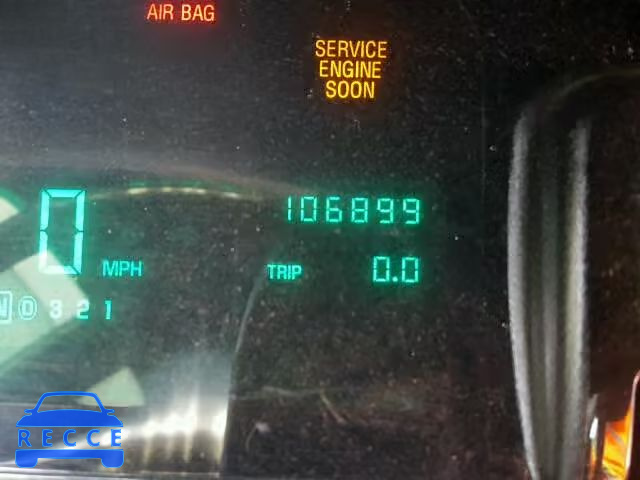 AIR BAG
SERVICE
ENGINE
SOON
106899
0 MPH
TRIP 0.0
N D 3 2 1
RECCE